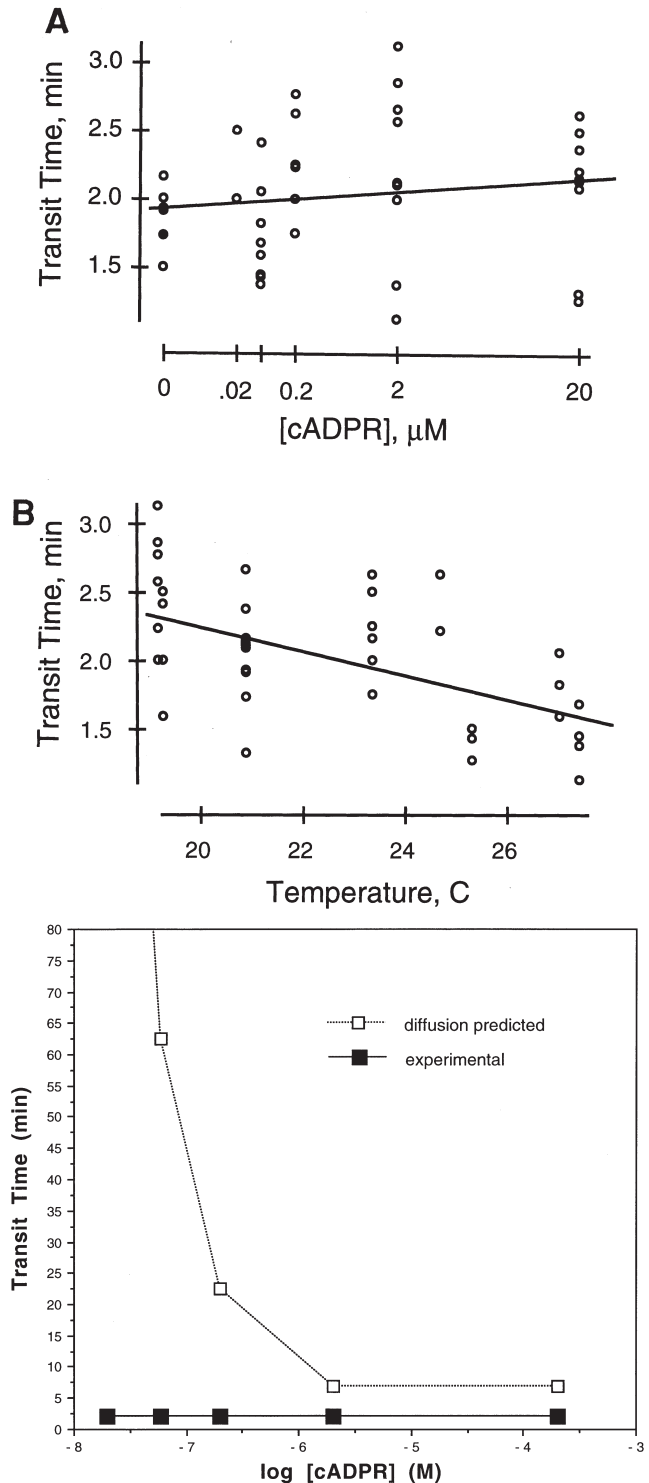 A
Transit Time, min
3.0
2.5
2.0
1.5
0 .02 0.2 2 20
[cADPR], μM
B
Transit Time, min
3.0
2.5
2.0
1.5
20 22 24 26
Temperature, C
Transit Time (min)
80
75
70
65
60
55
50
45
40
35
30
25
20
15
10
5
0
diffusion predicted
experimental
-8 -7 -6 -5 -4 -3
log [cADPR] (M)